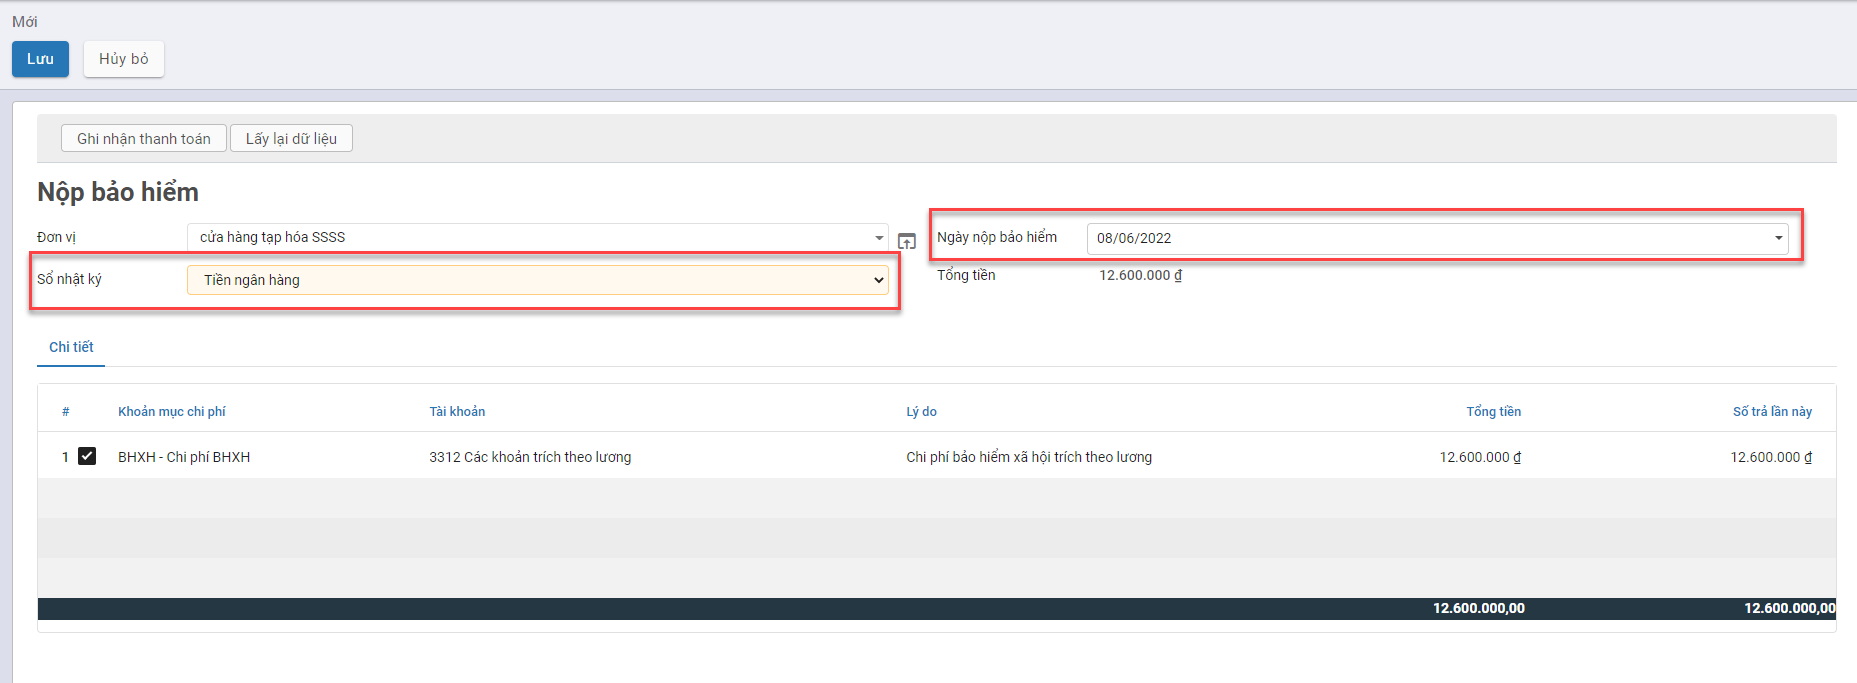 Mới
Lưu Hủy bỏ
Ghi nhận thanh toán Lấy lại dữ liệu
Nộp bảo hiểm
Đơn vị cửa hàng tạp hóa SSSS Ngày nộp bảo hiểm 08/06/2022
Sổ nhật ký Tiền ngân hàng Tổng tiền 12.600.000 ₫
Chi tiết
# Khoản mục chi phí Tài khoản Lý do Tổng tiền Số trả lần này
1 BHXH - Chi phí BHXH 3312 Các khoản trích theo lương Chi phí bảo hiểm xã hội trích theo lương 12.600.000 ₫ 12.600.000 ₫
12.600.000,00 12.600.000,00